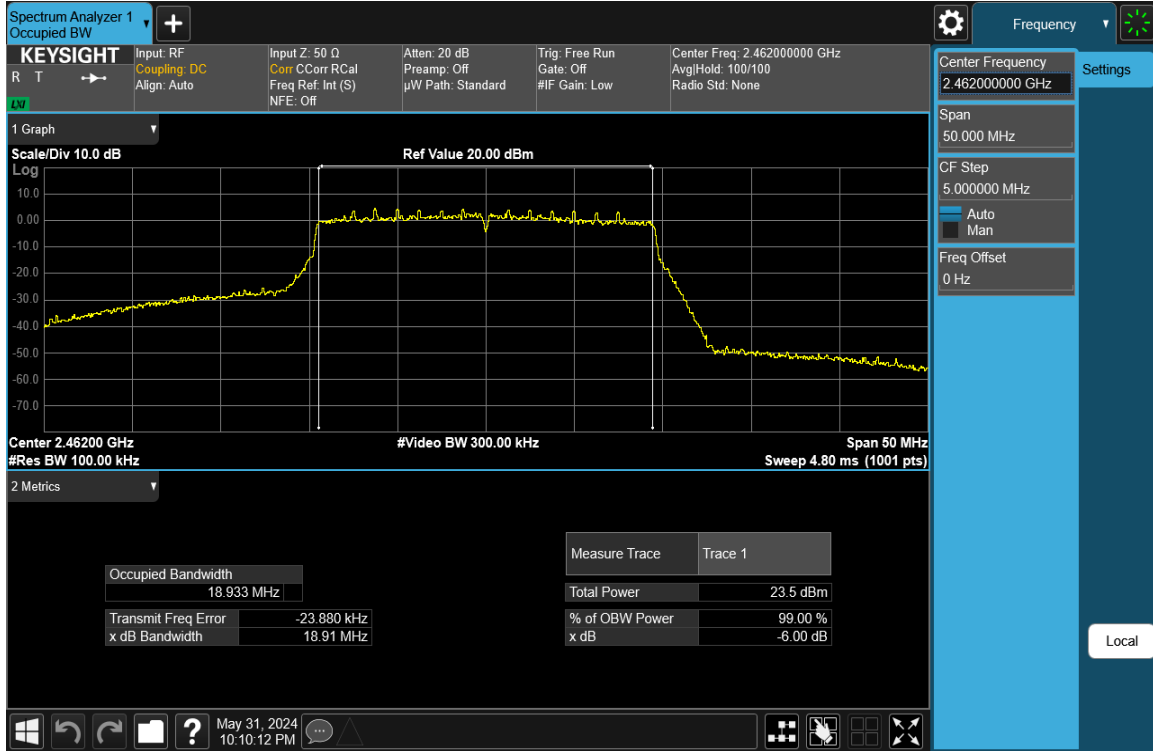 Spectrum Analyzer 1
Occupied BW
+
Frequency
KEYSIGHT
R T
LXI
Input: RF
Coupling: DC
Align: Auto
Input Z: 50 Ω
Corr CCorr RCal
Freq Ref: Int (S)
NFE: Off
Atten: 20 dB
Preamp: Off
µW Path: Standard
Trig: Free Run
Gate: Off
#IF Gain: Low
Center Freq: 2.462000000 GHz
Avg|Hold: 100/100
Radio Std: None
Center Frequency
2.462000000 GHz
Settings
Span
50.000 MHz
CF Step
5.000000 MHz
Auto
Man
Freq Offset
0 Hz
Local
1 Graph
Scale/Div 10.0 dB
Ref Value 20.00 dBm
Log
10.0
0.00
-10.0
-20.0
-30.0
-40.0
-50.0
-60.0
-70.0
Center 2.46200 GHz
#Video BW 300.00 kHz
Span 50 MHz
#Res BW 100.00 kHz
Sweep 4.80 ms (1001 pts)
2 Metrics
Occupied Bandwidth
18.933 MHz
Transmit Freq Error -23.880 kHz
x dB Bandwidth 18.91 MHz
Measure Trace Trace 1
Total Power 23.5 dBm
% of OBW Power 99.00 %
x dB -6.00 dB
?
May 31, 2024
10:10:12 PM